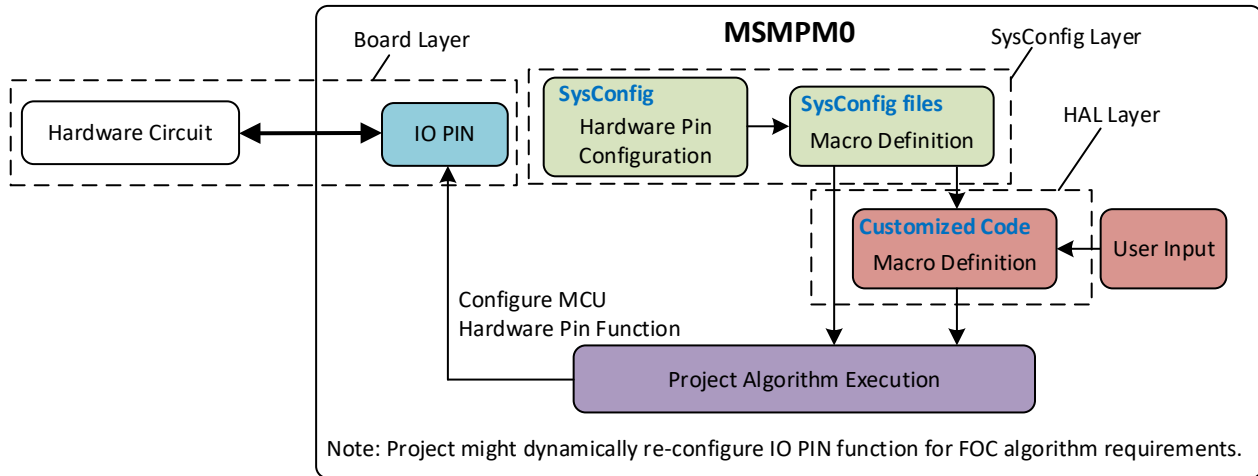 MSMPM0
Board Layer
SysConfig Layer
Hardware Circuit
IO PIN
SysConfig
Hardware Pin
Configuration
SysConfig files
Macro Definition
HAL Layer
Customized Code
Macro Definition
User Input
Configure MCU
Hardware Pin Function
Project Algorithm Execution
Note: Project might dynamically re-configure IO PIN function for FOC algorithm requirements.